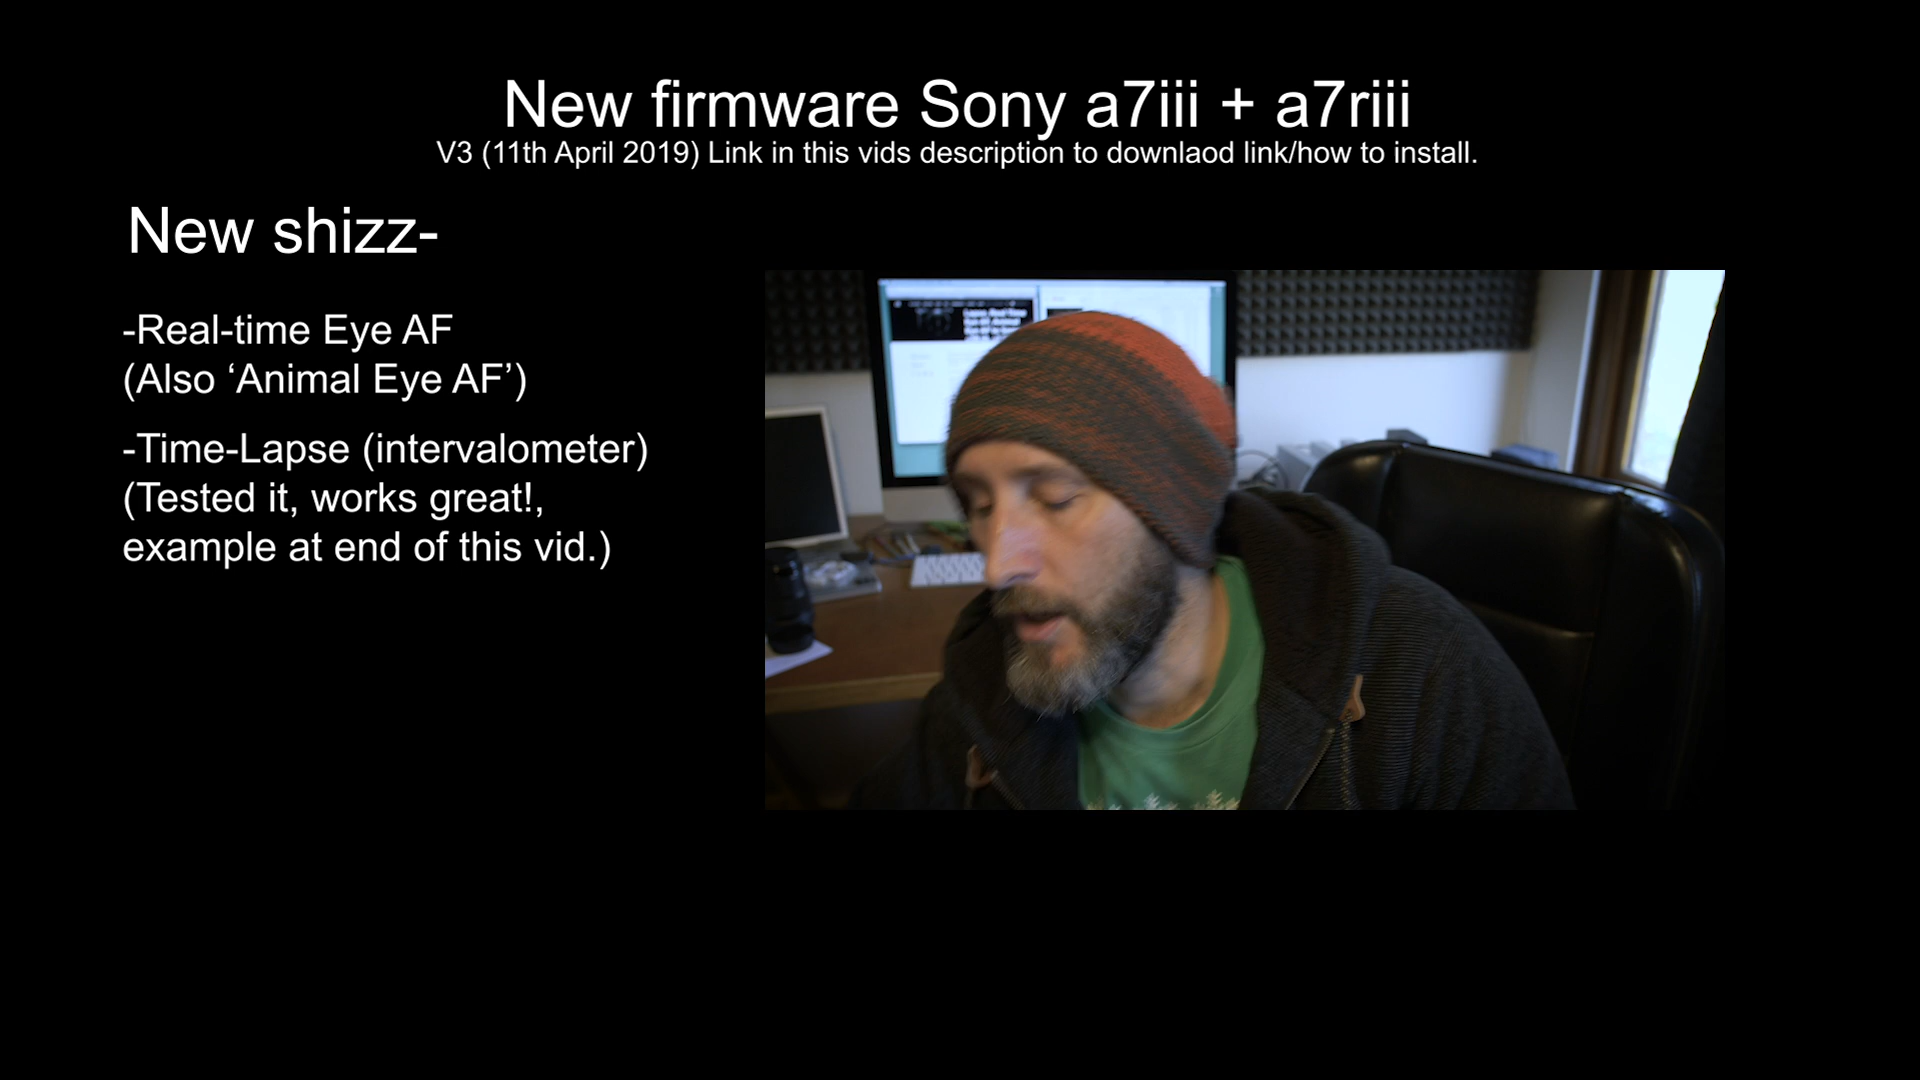 New firmware Sony a7iii + a7riii
V3 (11th April 2019) Link in this vids description to downlaod link/how to install.
New shizz-
-Real-time Eye AF
(Also ‘Animal Eye AF’)
-Time-Lapse (intervalometer)
(Tested it, works great!,
example at end of this vid.)